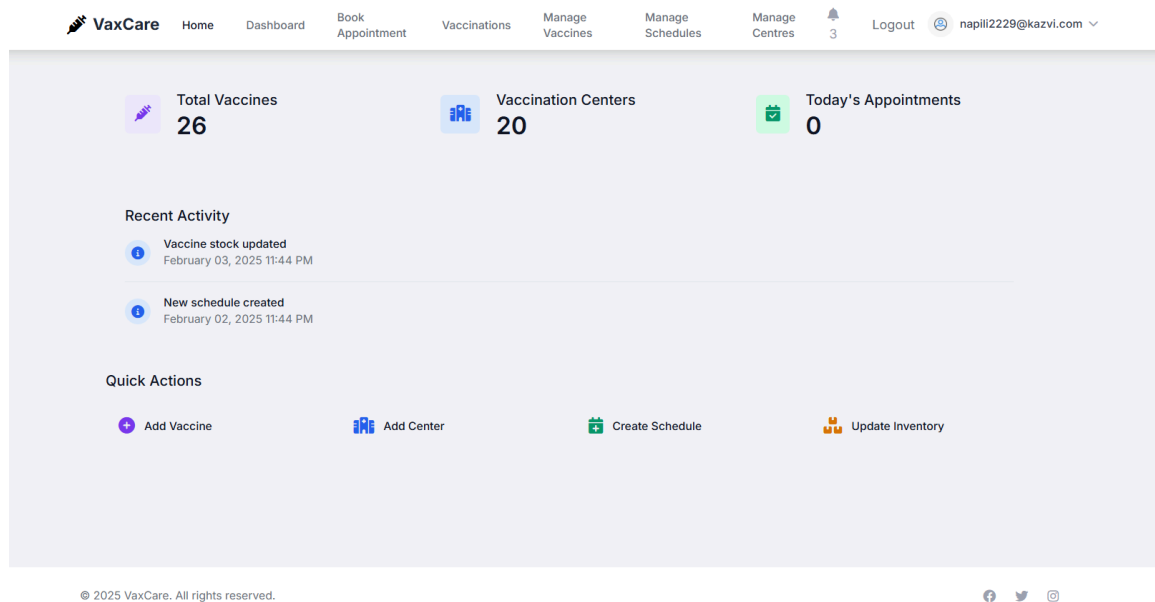 VaxCare
Home
Dashboard
Book
Appointment
Vaccinations
Manage
Vaccines
Manage
Schedules
Manage
Centres
3
Logout
napili2229@kazvi.com
Total Vaccines
26
Vaccination Centers
20
Today's Appointments
0
Recent Activity
Vaccine stock updated
February 03, 2025 11:44 PM
New schedule created
February 02, 2025 11:44 PM
Quick Actions
Add Vaccine
Add Center
Create Schedule
Update Inventory
© 2025 VaxCare. All rights reserved.